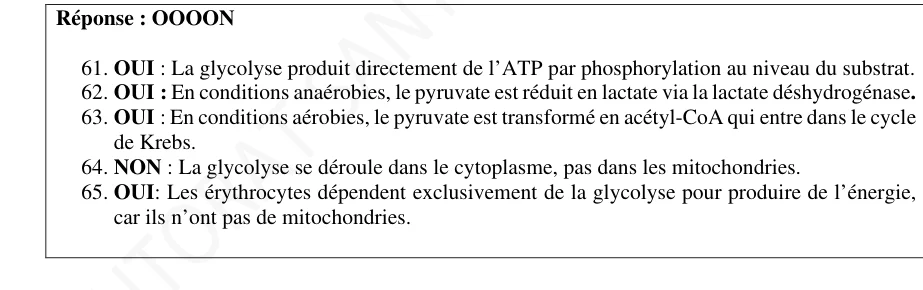 Réponse : OOOON
61. OUI : La glycolyse produit directement de l'ATP par phosphorylation au niveau du substrat.
62. OUI : En conditions anaérobies, le pyruvate est réduit en lactate via la lactate déshydrogénase.
63. OUI : En conditions aérobies, le pyruvate est transformé en acétyl-CoA qui entre dans le cycle
de Krebs.
64. NON : La glycolyse se déroule dans le cytoplasme, pas dans les mitochondries.
65. OUI: Les érythrocytes dépendent exclusivement de la glycolyse pour produire de l'énergie,
car ils n'ont pas de mitochondries.